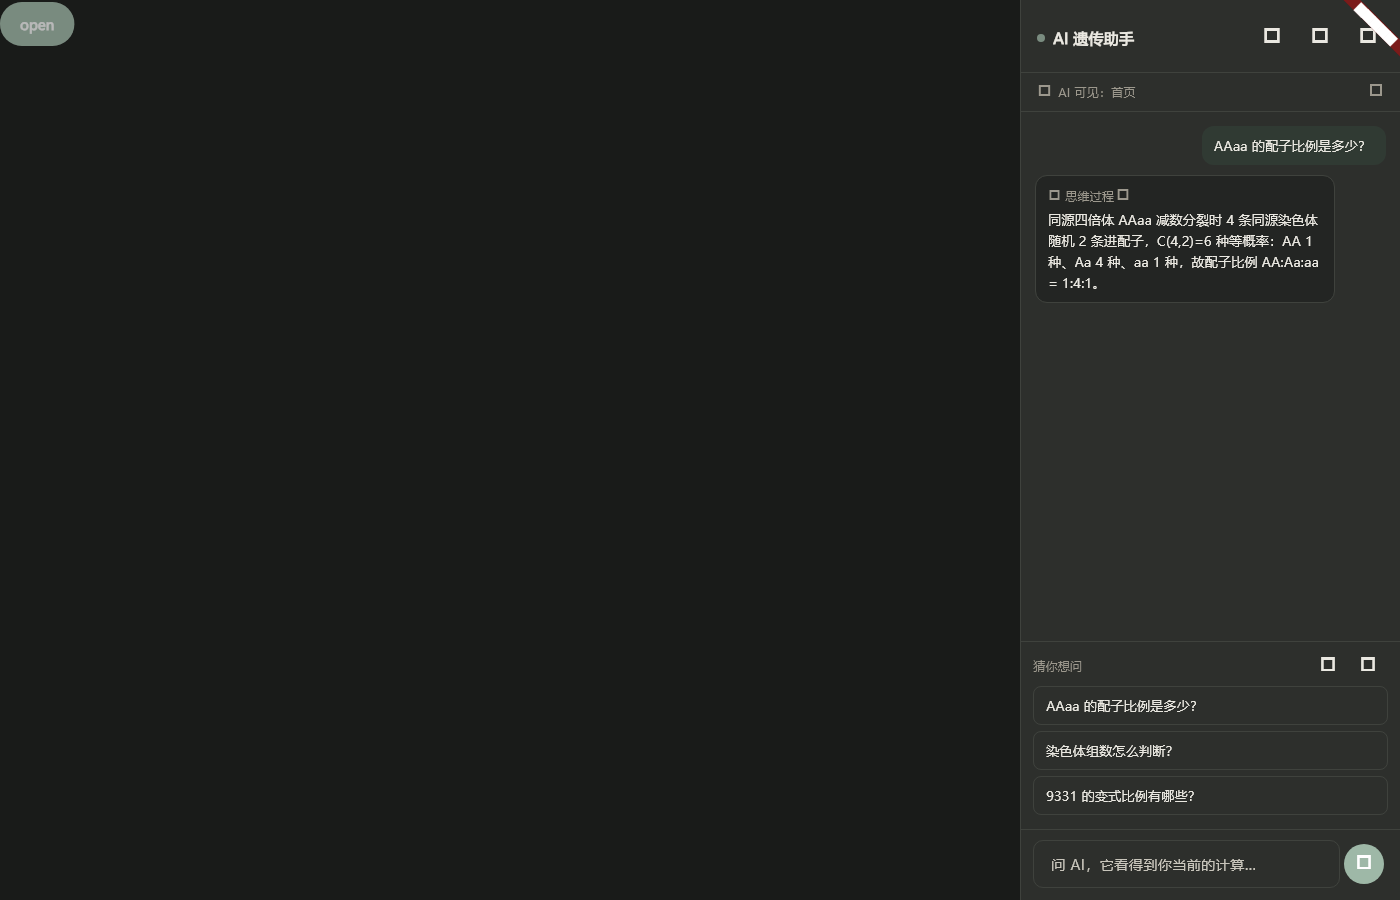 open
AI 遗传助手
AI 可见：首页
AAaa 的配子比例是多少？
思维过程
同源四倍体 AAaa 减数分裂时 4 条同源染色体
随机 2 条进配子，C(4,2)=6 种等概率：AA 1
种、Aa 4 种、aa 1 种，故配子比例 AA:Aa:aa
= 1:4:1。
猜你想问
AAaa 的配子比例是多少？
染色体组数怎么判断？
9331 的变式比例有哪些？
问 AI，它看得到你当前的计算...